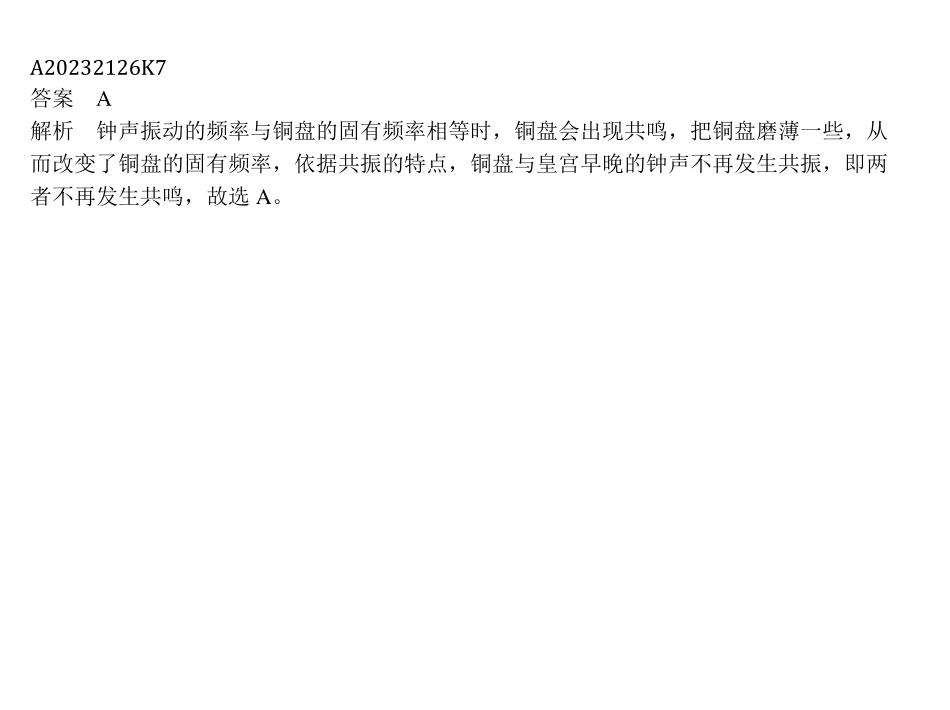 A20232126K7
答案 A
解析 钟声振动的频率与铜盘的固有频率相等时，铜盘会出现共鸣，把铜盘磨薄一些，从
而改变了铜盘的固有频率，依据共振的特点，铜盘与皇宫早晚的钟声不再发生共振，即两
者不再发生共鸣，故选 A。